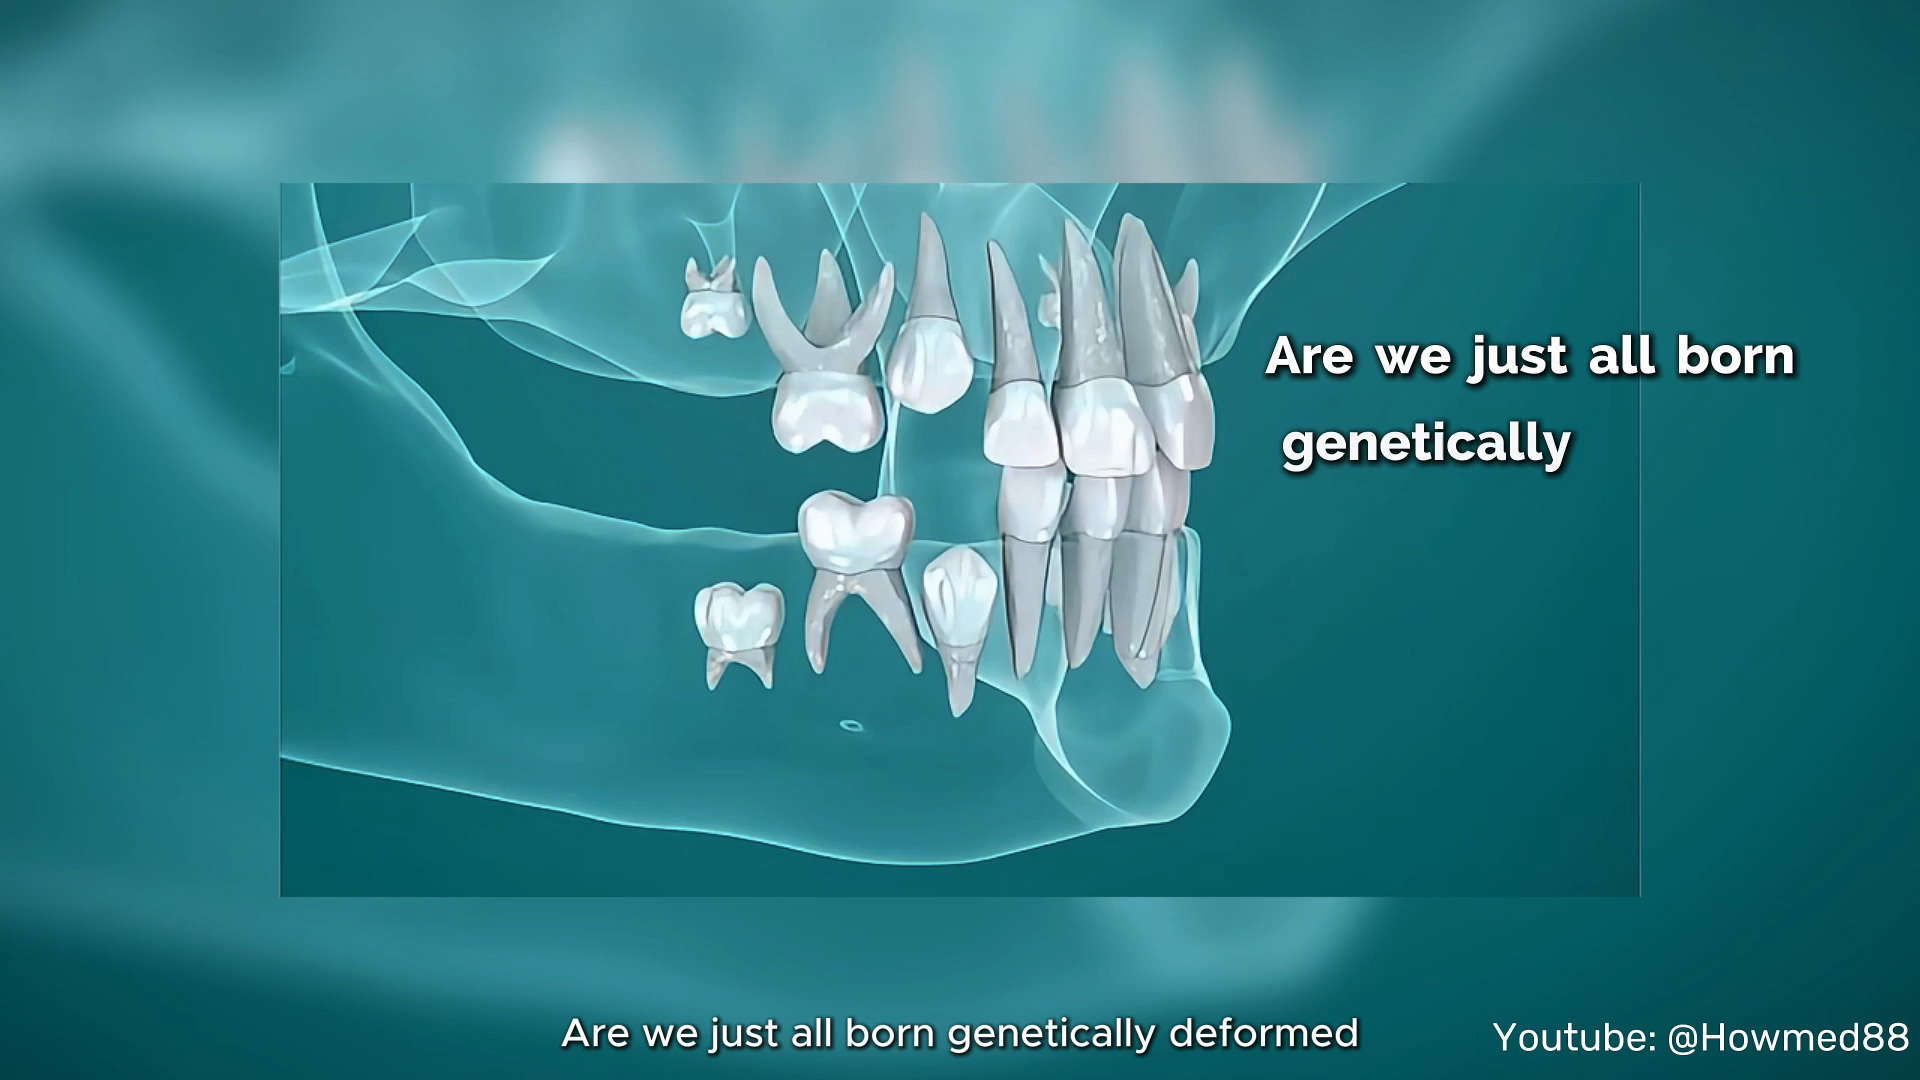 Are we just all born
genetically
Are we just all born genetically deformed
Youtube: @Howmed88